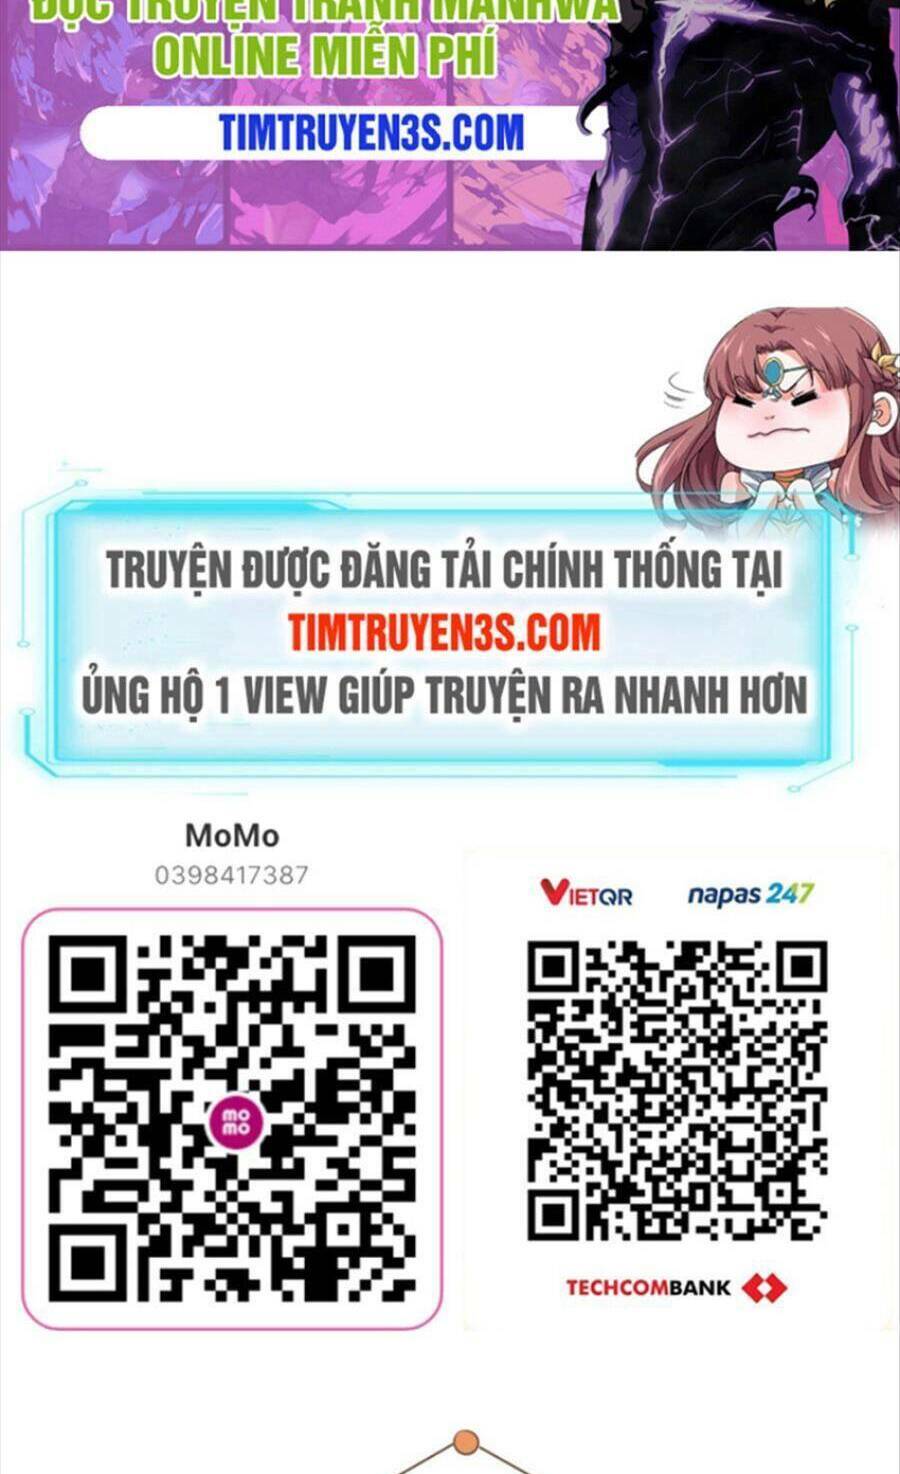 ĐỌC TRUYỆN TRANH MANHWA
ONLINE MIỄN PHÍ
TIMTRUYEN3S.COM
TRUYỆN ĐƯỢC ĐĂNG TẢI CHÍNH THỐNG TẠI
TIMTRUYEN3S.COM
ỦNG HỘ 1 VIEW GIÚP TRUYỆN RA NHANH HƠN
MoMo
0398417387
VIETQR
napas 247
mo
mo
TECHCOMBANK